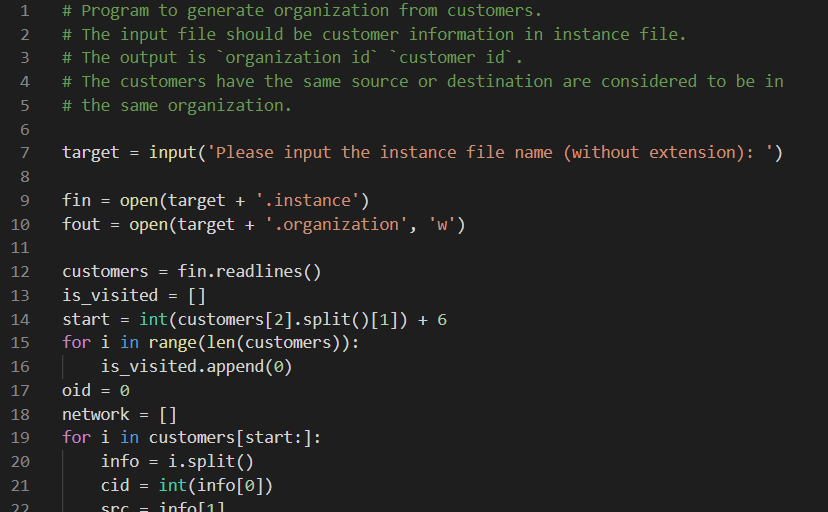 1 # Program to generate organization from customers.
2 # The input file should be customer information in instance file.
3 # The output is `organization id` `customer id`.
4 # The customers have the same source or destination are considered to be in
5 # the same organization.
6
7 target = input('Please input the instance file name (without extension): ')
8
9 fin = open(target + '.instance')
10 fout = open(target + '.organization', 'w')
11
12 customers = fin.readlines()
13 is_visited = []
14 start = int(customers[2].split()[1]) + 6
15 for i in range(len(customers)):
16     is_visited.append(0)
17 oid = 0
18 network = []
19 for i in customers[start:]:
20     info = i.split()
21     cid = int(info[0])
22     src = info[1]